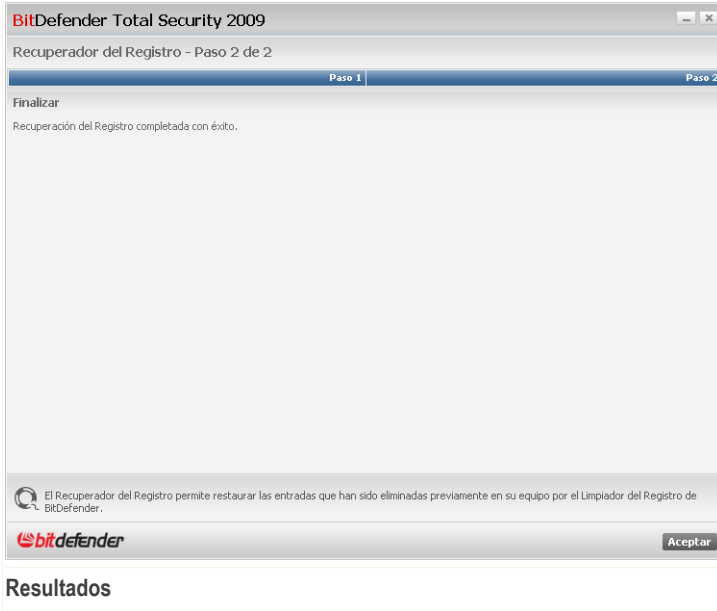 BitDefender Total Security 2009
Recuperador del Registro - Paso 2 de 2
Paso 1
Paso 2
Finalizar
Recuperación del Registro completada con éxito.
El Recuperador del Registro permite restaurar las entradas que han sido eliminadas previamente en su equipo por el Limpiador del Registro de
BitDefender.
bitdefender
Aceptar
Resultados